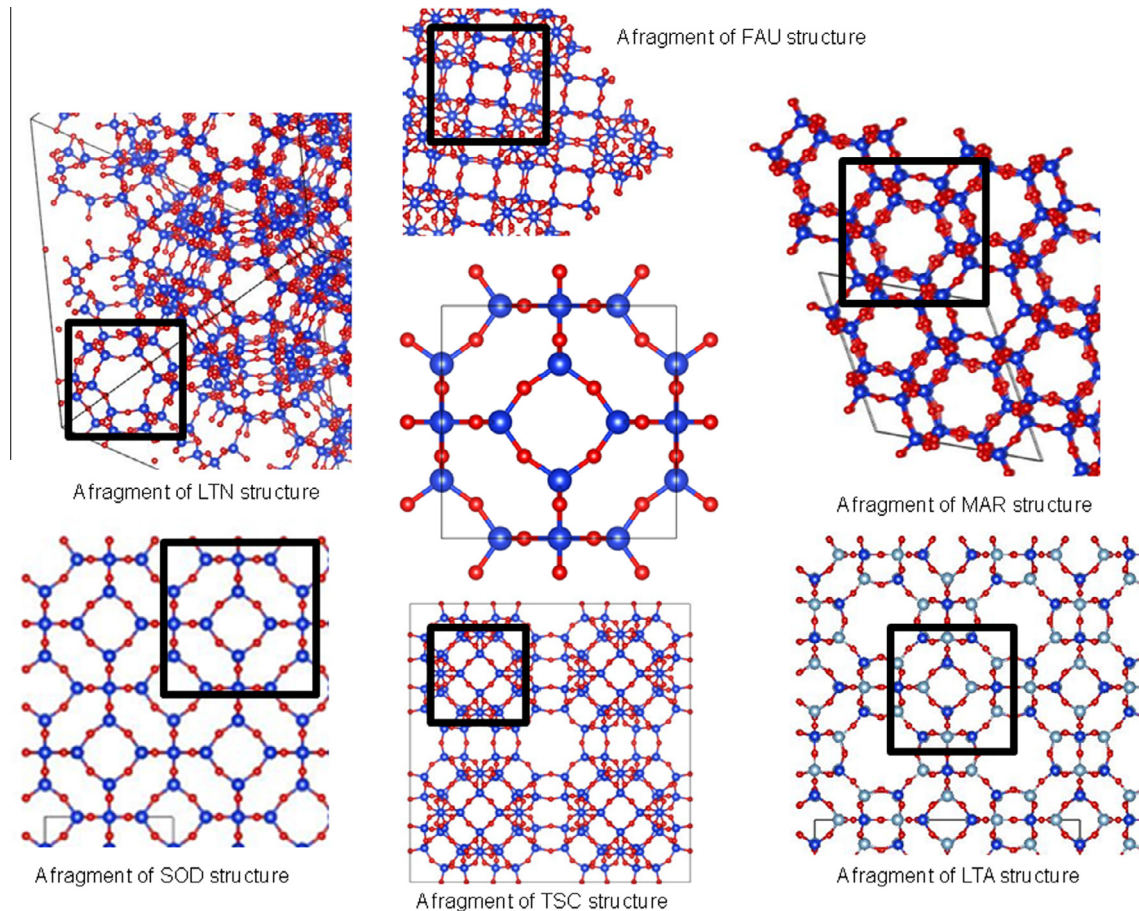 Afragment of FAU structure
Afragment of LTN structure
Afragment of MAR structure
Afragment of SOD structure
Afragment of TSC structure
Afragment of LTA structure